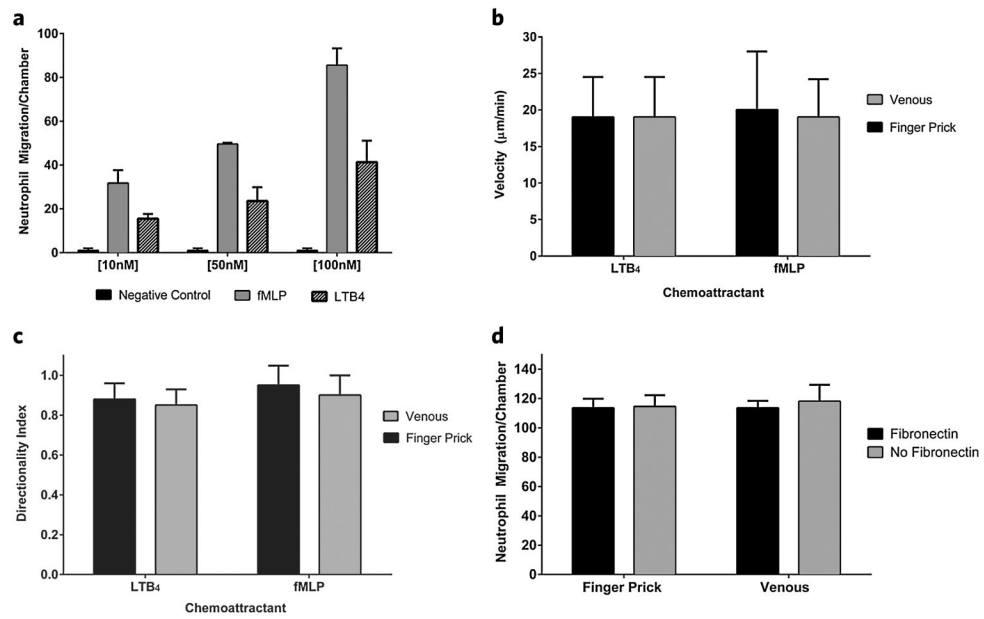 a
Neutrophil Migration/Chamber
100
80
60
40
20
0
[10nM] [50nM] [100nM]
Negative Control fMLP LTB4
b
Velocity (μm/min)
30
25
20
15
10
5
0
LTB4 fMLP
Chemoattractant
Venous
Finger Prick
c
Directionality Index
1.0
0.8
0.6
0.4
0.2
0.0
LTB4 fMLP
Chemoattractant
Venous
Finger Prick
d
Neutrophil Migration/Chamber
140
120
100
80
60
40
20
0
Finger Prick Venous
Fibronectin
No Fibronectin